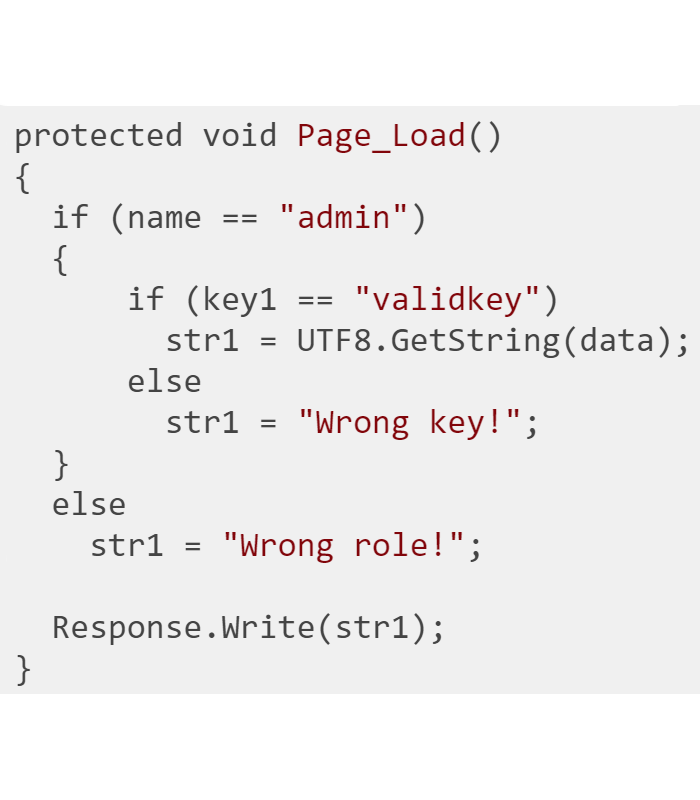 protected void Page_Load()
{
  if (name == "admin")
  {
      if (key1 == "validkey")
        str1 = UTF8.GetString(data);
      else
        str1 = "Wrong key!";
  }
  else
    str1 = "Wrong role!";

  Response.Write(str1);
}